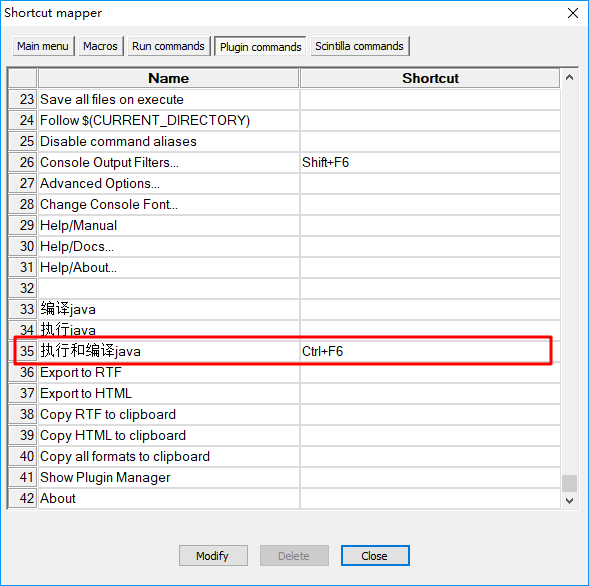 Shortcut mapper
Main menu Macros Run commands Plugin commands Scintilla commands
Name Shortcut
23 Save all files on execute
24 Follow $(CURRENT_DIRECTORY)
25 Disable command aliases
26 Console Output Filters... Shift+F6
27 Advanced Options...
28 Change Console Font...
29 Help/Manual
30 Help/Docs...
31 Help/About...
32
33 编译java
34 执行java
35 执行和编译java Ctrl+F6
36 Export to RTF
37 Export to HTML
38 Copy RTF to clipboard
39 Copy HTML to clipboard
40 Copy all formats to clipboard
41 Show Plugin Manager
42 About
Modify Delete Close